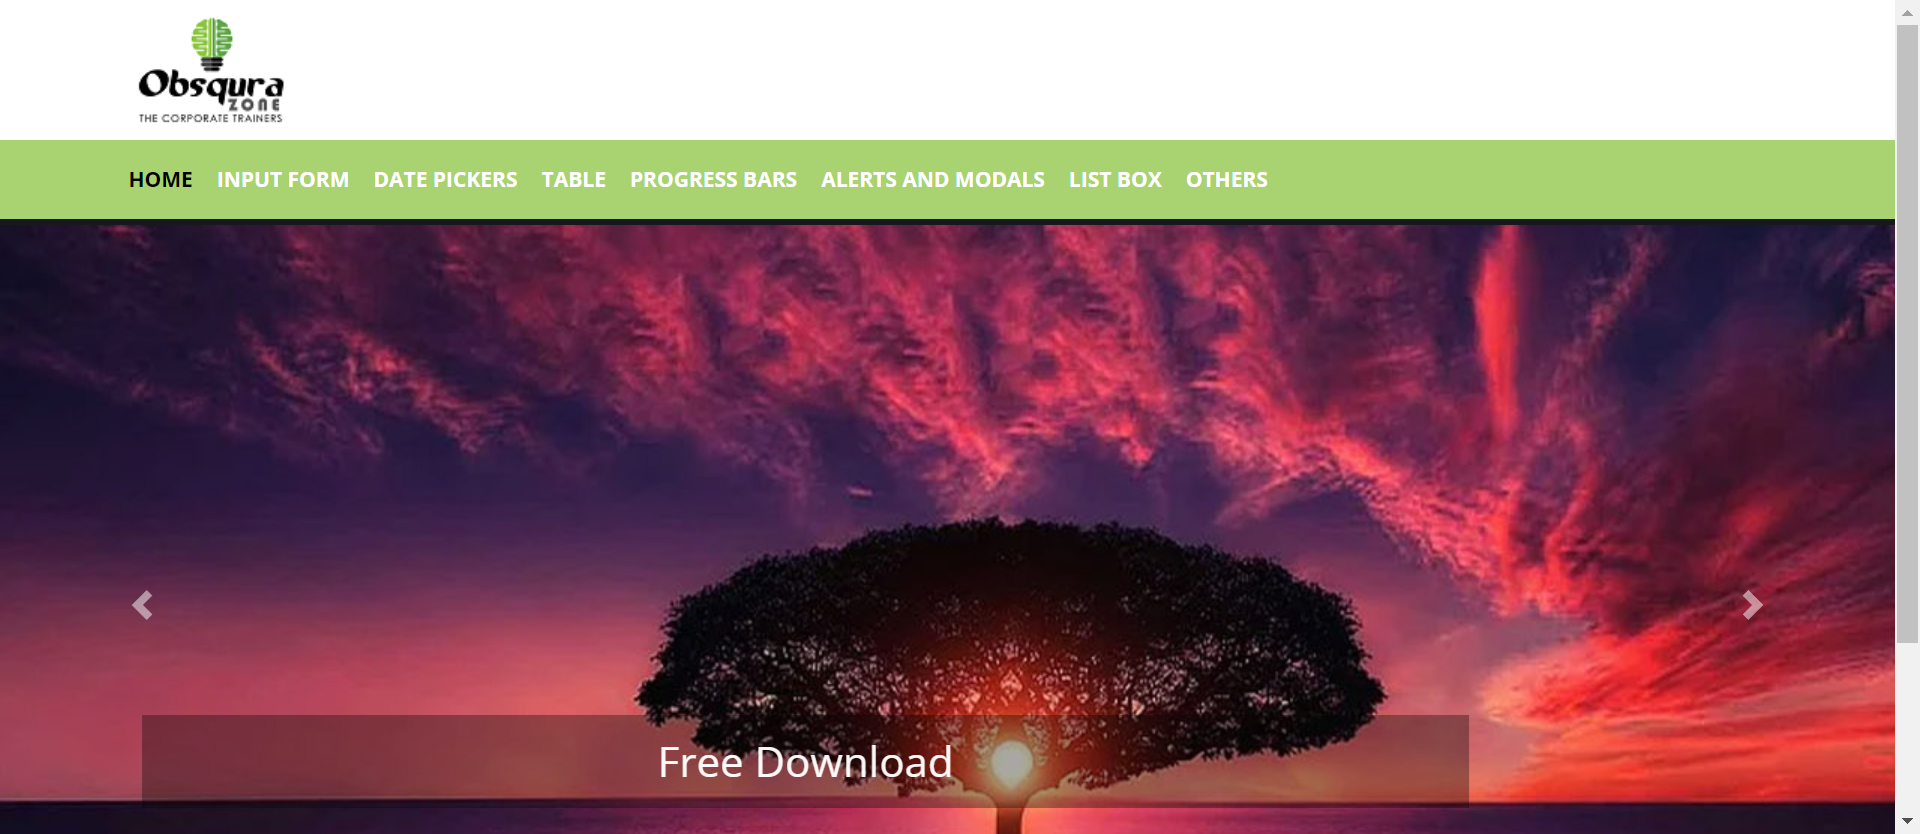 Obsqura
ZONE
THE CORPORATE TRAINERS
HOME INPUT FORM DATE PICKERS TABLE PROGRESS BARS ALERTS AND MODALS LIST BOX OTHERS
Free Download